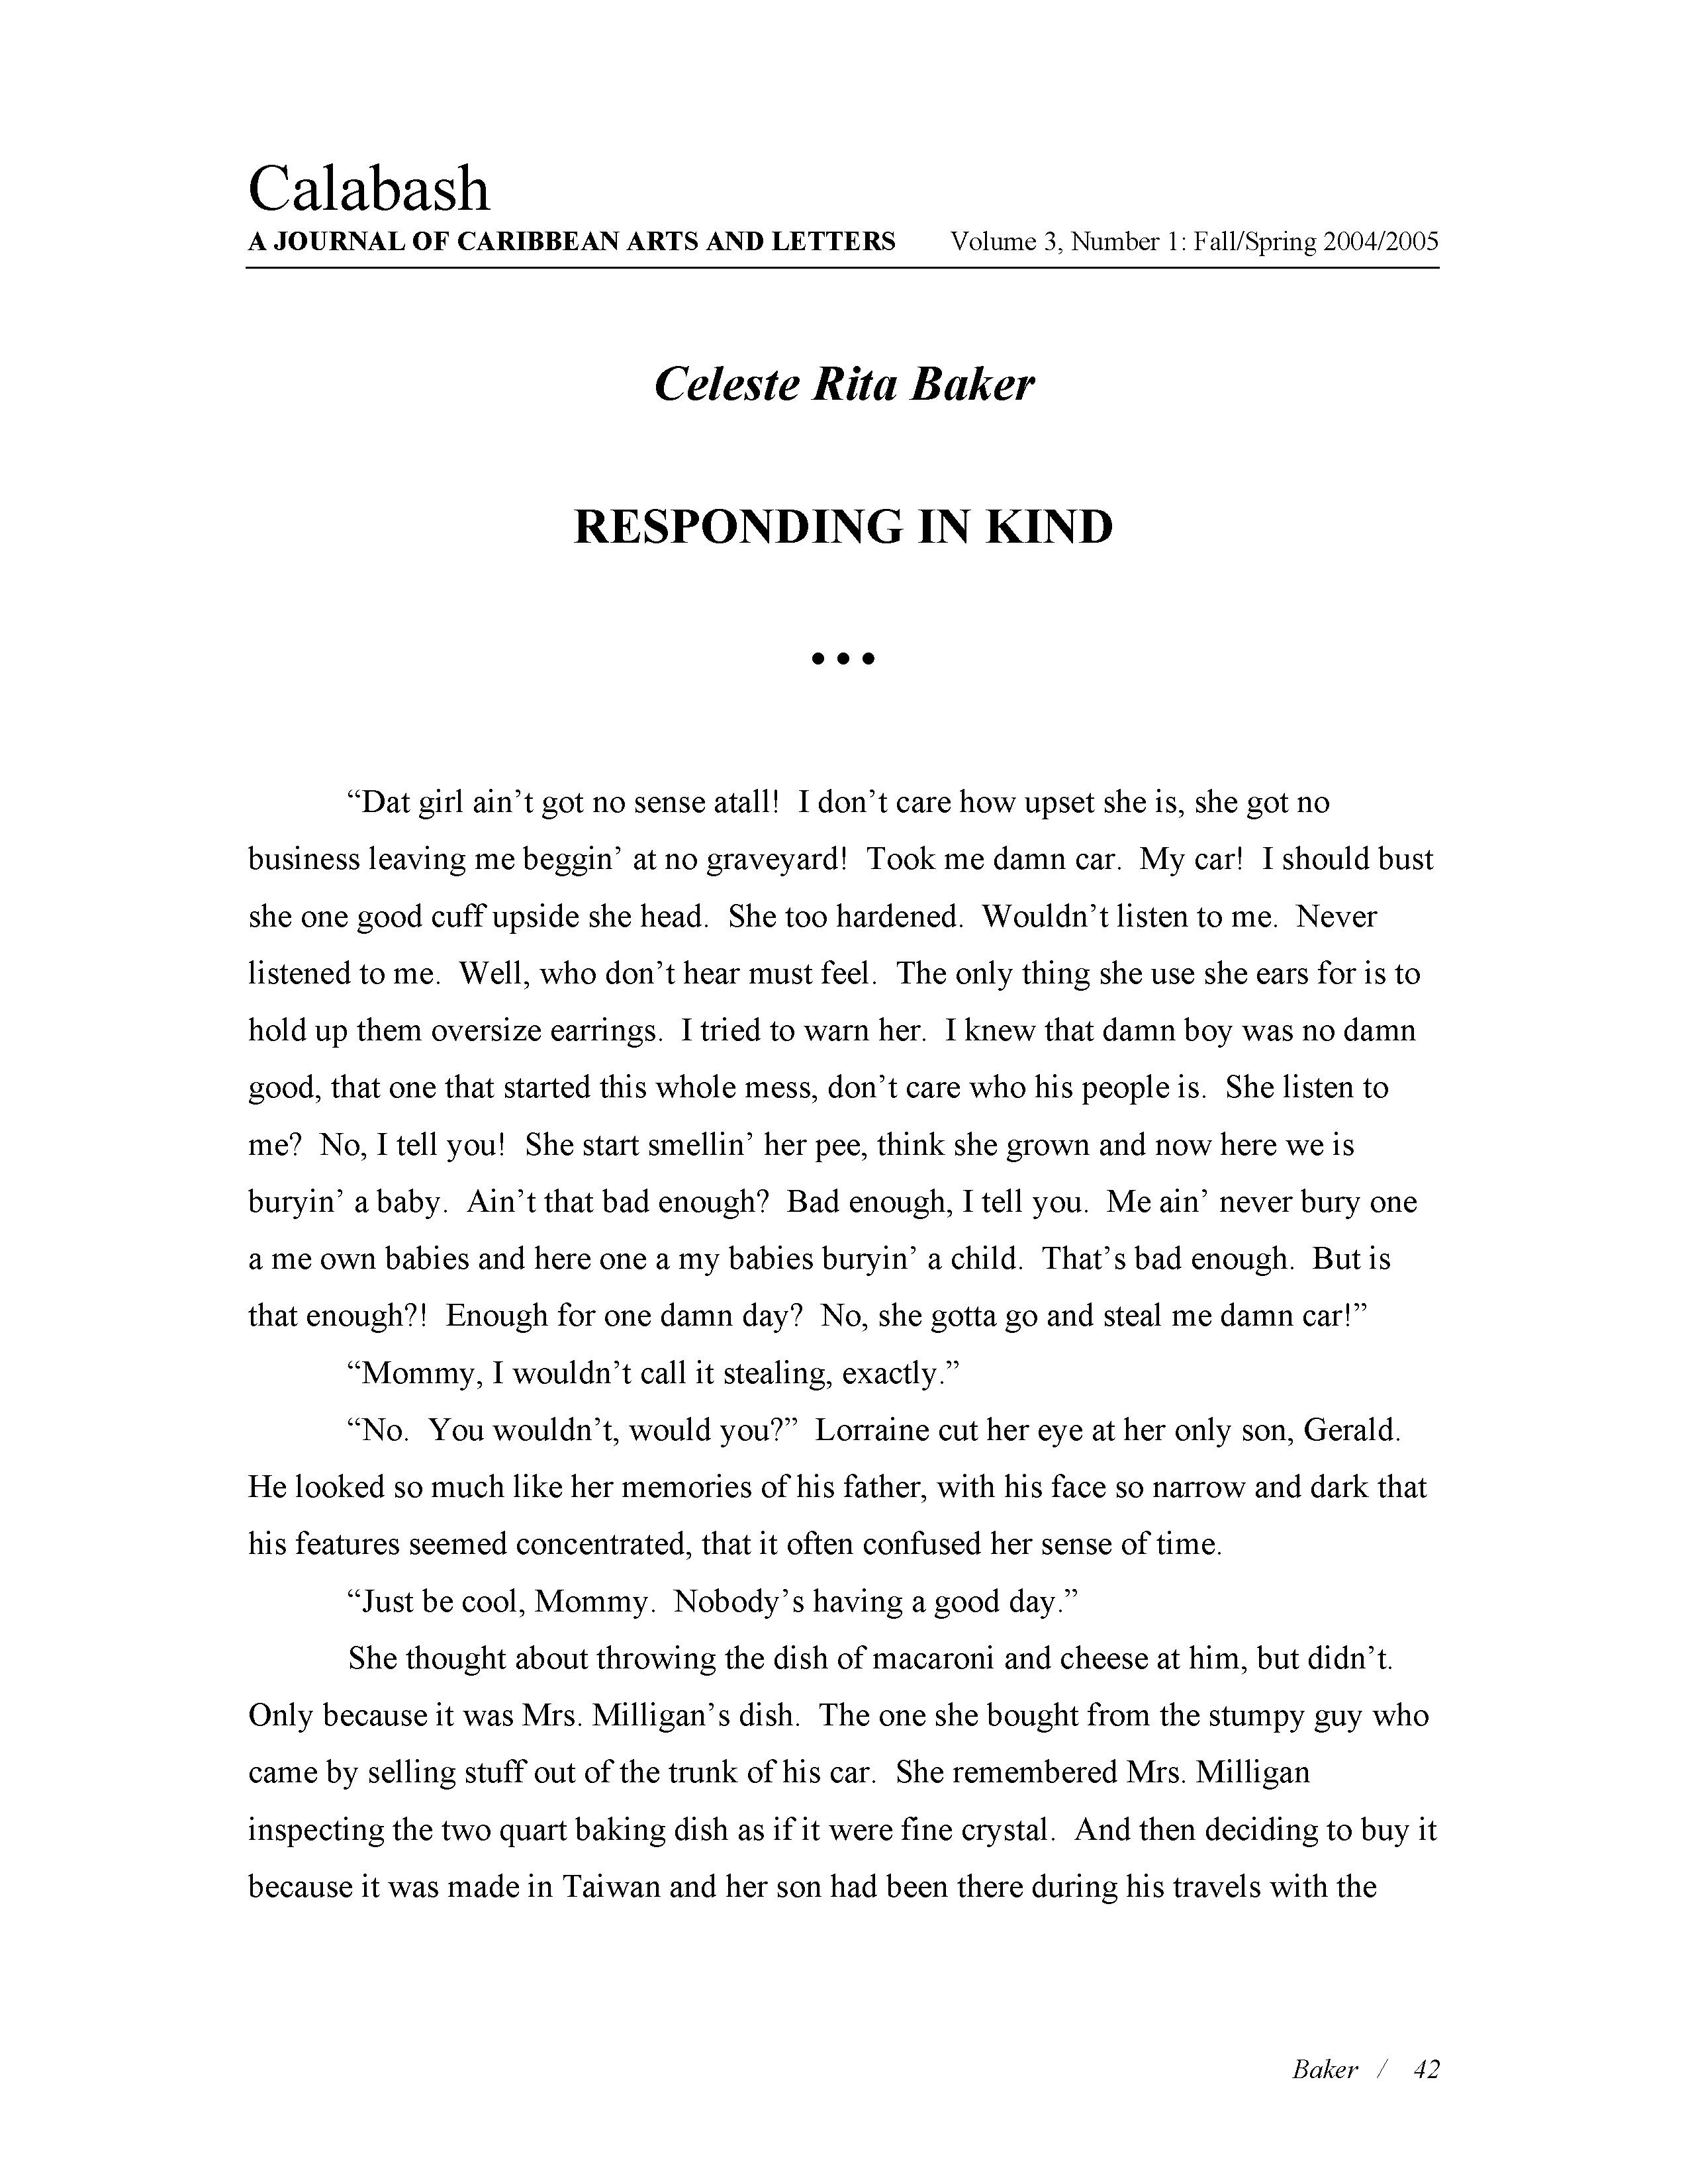 Calabash
A JOURNAL OF CARIBBEAN ARTS AND LETTERS Volume 3, Number 1: Fall/Spring 2004/2005
Celeste Rita Baker
RESPONDING IN KIND
• • •
“Dat girl ain’t got no sense atall!  I don’t care how upset she is, she got no
business leaving me beggin’ at no graveyard!  Took me damn car.  My car!  I should bust
she one good cuff upside she head.  She too hardened.  Wouldn’t listen to me.  Never
listened to me.  Well, who don’t hear must feel.  The only thing she use she ears for is to
hold up them oversize earrings.  I tried to warn her.  I knew that damn boy was no damn
good, that one that started this whole mess, don’t care who his people is.  She listen to
me?  No, I tell you!  She start smellin’ her pee, think she grown and now here we is
buryin’ a baby.  Ain’t that bad enough?  Bad enough, I tell you.  Me ain’ never bury one
a me own babies and here one a my babies buryin’ a child.  That’s bad enough.  But is
that enough?!  Enough for one damn day?  No, she gotta go and steal me damn car!”
“Mommy, I wouldn’t call it stealing, exactly.”
“No.  You wouldn’t, would you?”  Lorraine cut her eye at her only son, Gerald.
He looked so much like her memories of his father, with his face so narrow and dark that
his features seemed concentrated, that it often confused her sense of time.
“Just be cool, Mommy.  Nobody’s having a good day.”
She thought about throwing the dish of macaroni and cheese at him, but didn’t.
Only because it was Mrs. Milligan’s dish.  The one she bought from the stumpy guy who
came by selling stuff out of the trunk of his car.  She remembered Mrs. Milligan
inspecting the two quart baking dish as if it were fine crystal.  And then deciding to buy it
because it was made in Taiwan and her son had been there during his travels with the
Baker / 42